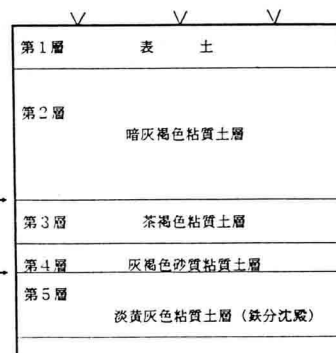 第1層 表土
第2層
暗灰褐色粘質土層
第3層 茶褐色粘質土層
第4層 灰褐色砂質粘質土層
第5層
淡黄灰色粘質土層（鉄分沈殿）